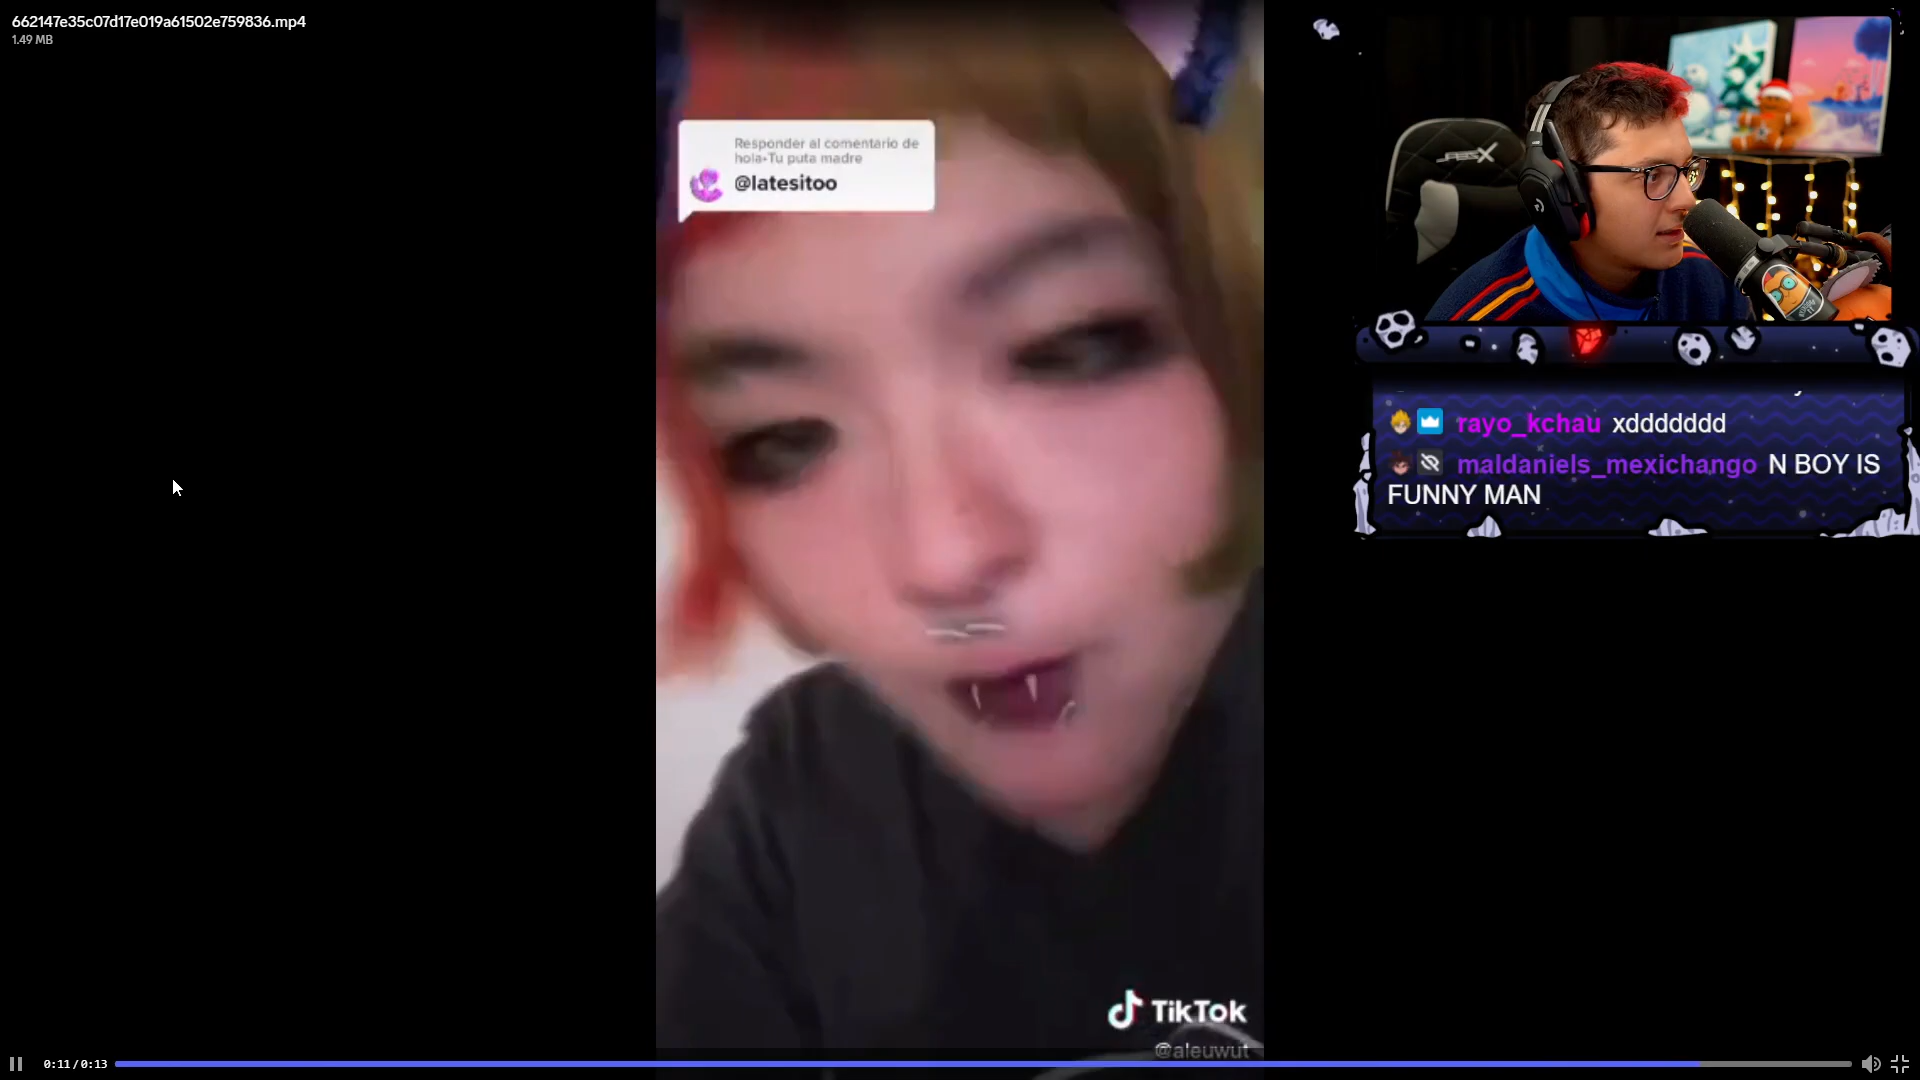 662147e35c07d17e019a61502e759836.mp4
1.49 MB
Responder al comentario de
hola-Tu puta madre
@latesitoo
TikTok
@aleuwut
rayo_kchau xddddddd
maldaniels_mexichango N BOY IS
FUNNY MAN
0:11/0:13